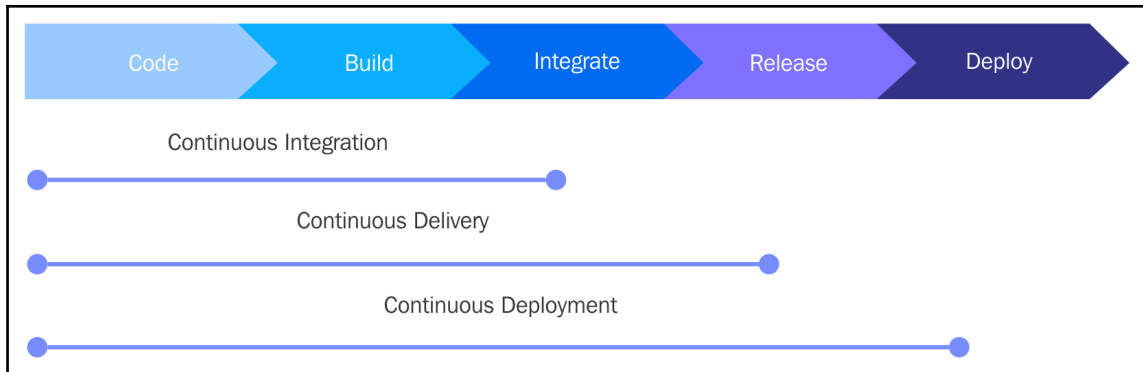 Code Build Integrate Release Deploy
Continuous Integration
Continuous Delivery
Continuous Deployment